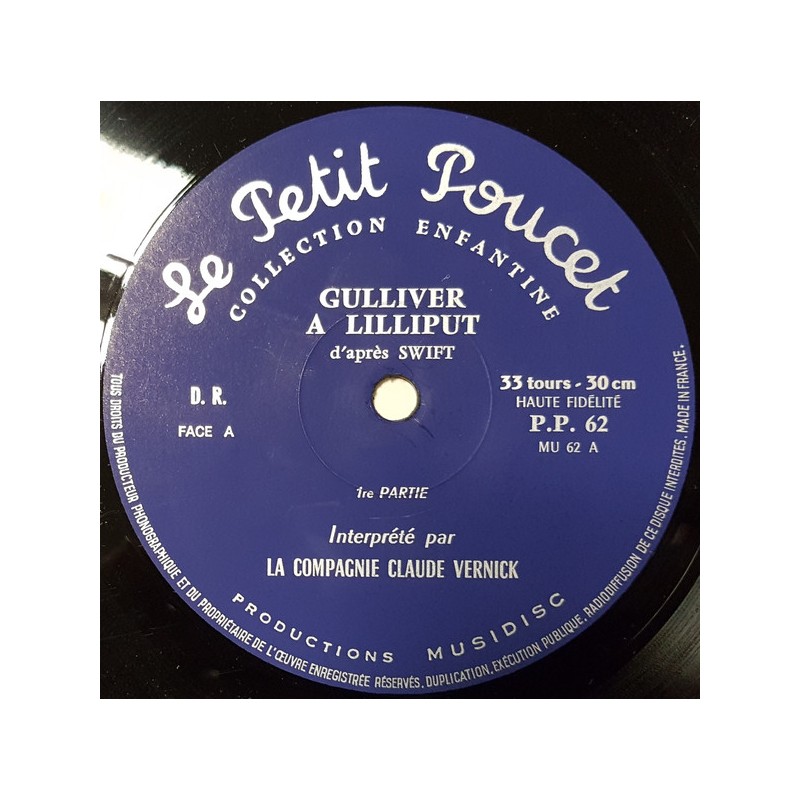 Le Petit Poucet
COLLECTION ENFANTINE
GULLIVER
A LILLIPUT
d'après SWIFT
D. R.
FACE A
33 tours - 30 cm
HAUTE FIDÉLITÉ
P.P. 62
MU 62 A
1re PARTIE
Interprété par
LA COMPAGNIE CLAUDE VERNICK
PRODUCTIONS MUSIDISC
TOUS DROITS DU PRODUCTEUR PHONOGRAPHIQUE ET DU PROPRIÉTAIRE DE L'ŒUVRE ENREGISTRÉE RÉSERVÉS. DUPLICATION, EXÉCUTION PUBLIQUE, RADIODIFFUSION DE CE DISQUE INTERDITES. MADE IN FRANCE.